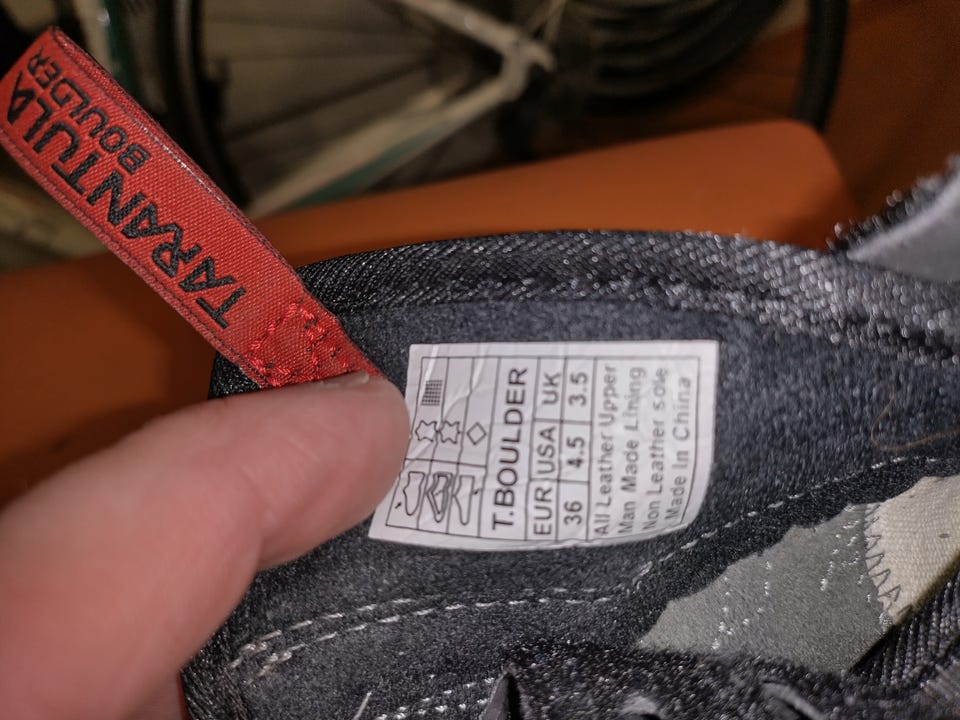 TARANTULA
BOULDER
T.BOULDER
EUR USA UK
36 4.5 3.5
All Leather Upper
Man Made Lining
Non Leather sole
Made In China